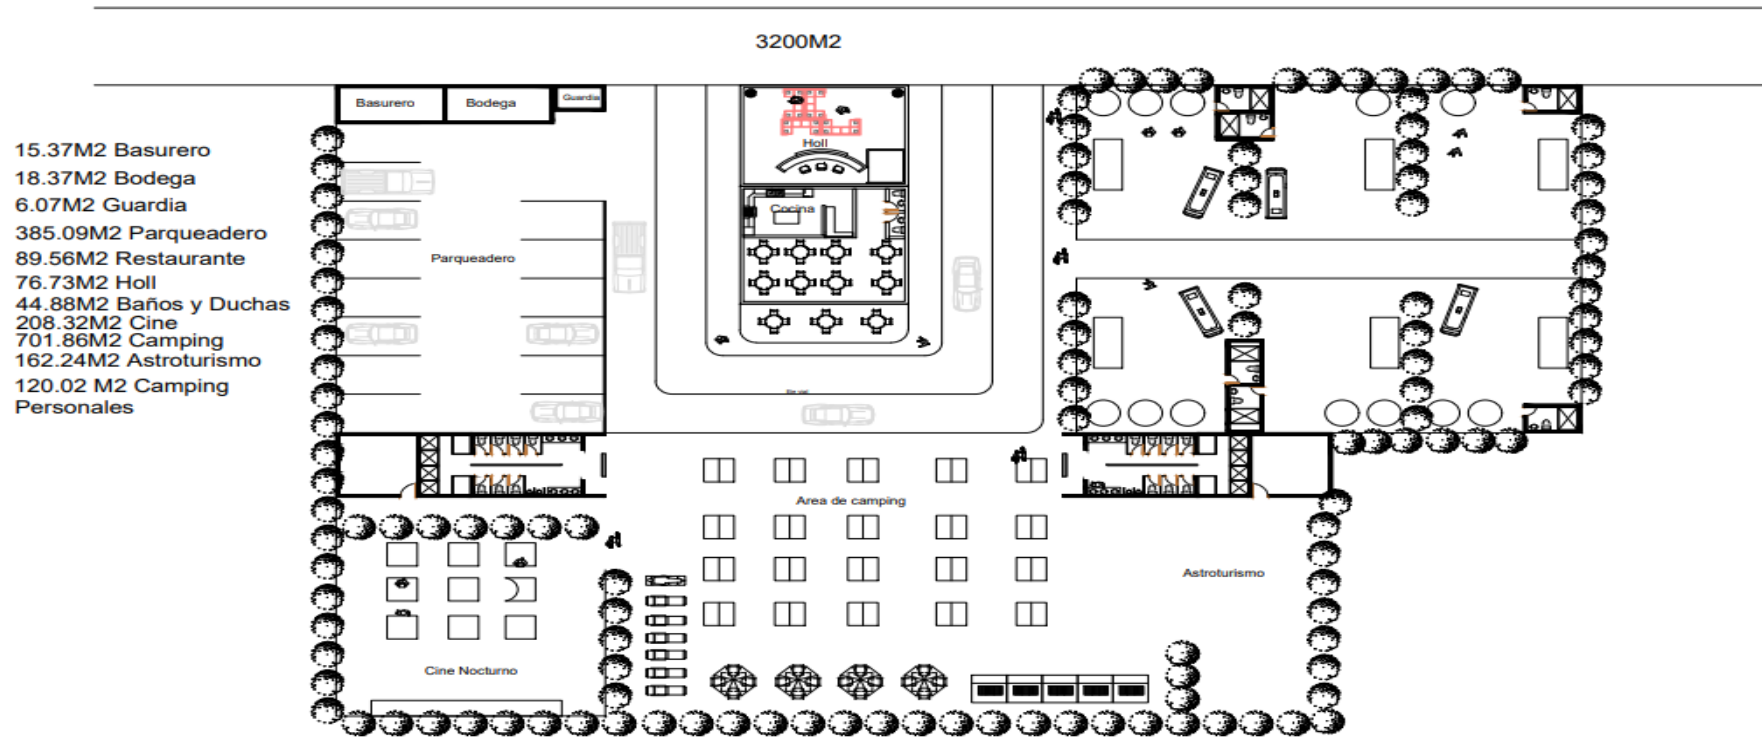 3200M2
Basurero
Bodega
Guardia
15.37M2 Basurero
18.37M2 Bodega
6.07M2 Guardia
385.09M2 Parqueadero
89.56M2 Restaurante
76.73M2 Holl
44.88M2 Baños y Duchas
208.32M2 Cine
701.86M2 Camping
162.24M2 Astroturismo
120.02 M2 Camping
Personales
Holl
Cocina
Parqueadero
Area de camping
Astroturismo
Cine Nocturno